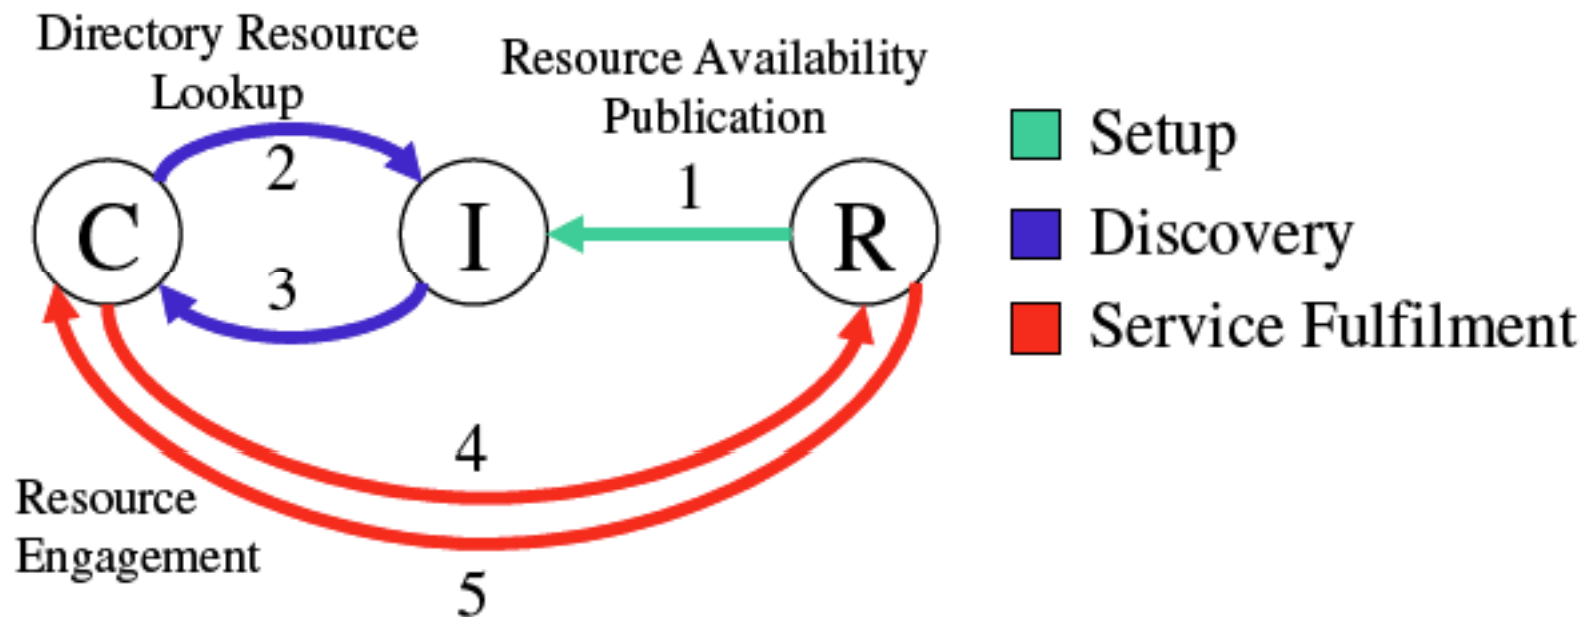 Directory Resource
Lookup
Resource Availability
Publication
2
1
C
I
R
3
4
Resource
Engagement
5
Setup
Discovery
Service Fulfilment